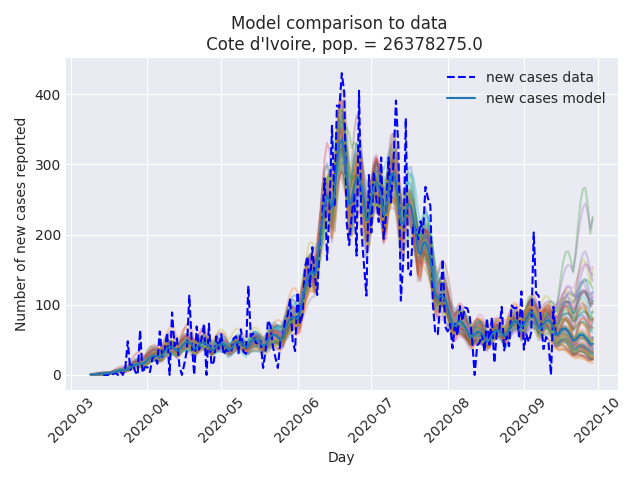 Model comparison to data
Cote d'Ivoire, pop. = 26378275.0
new cases data
new cases model
Number of new cases reported
400
300
200
100
0
2020-03
2020-04
2020-05
2020-06
2020-07
2020-08
2020-09
2020-10
Day